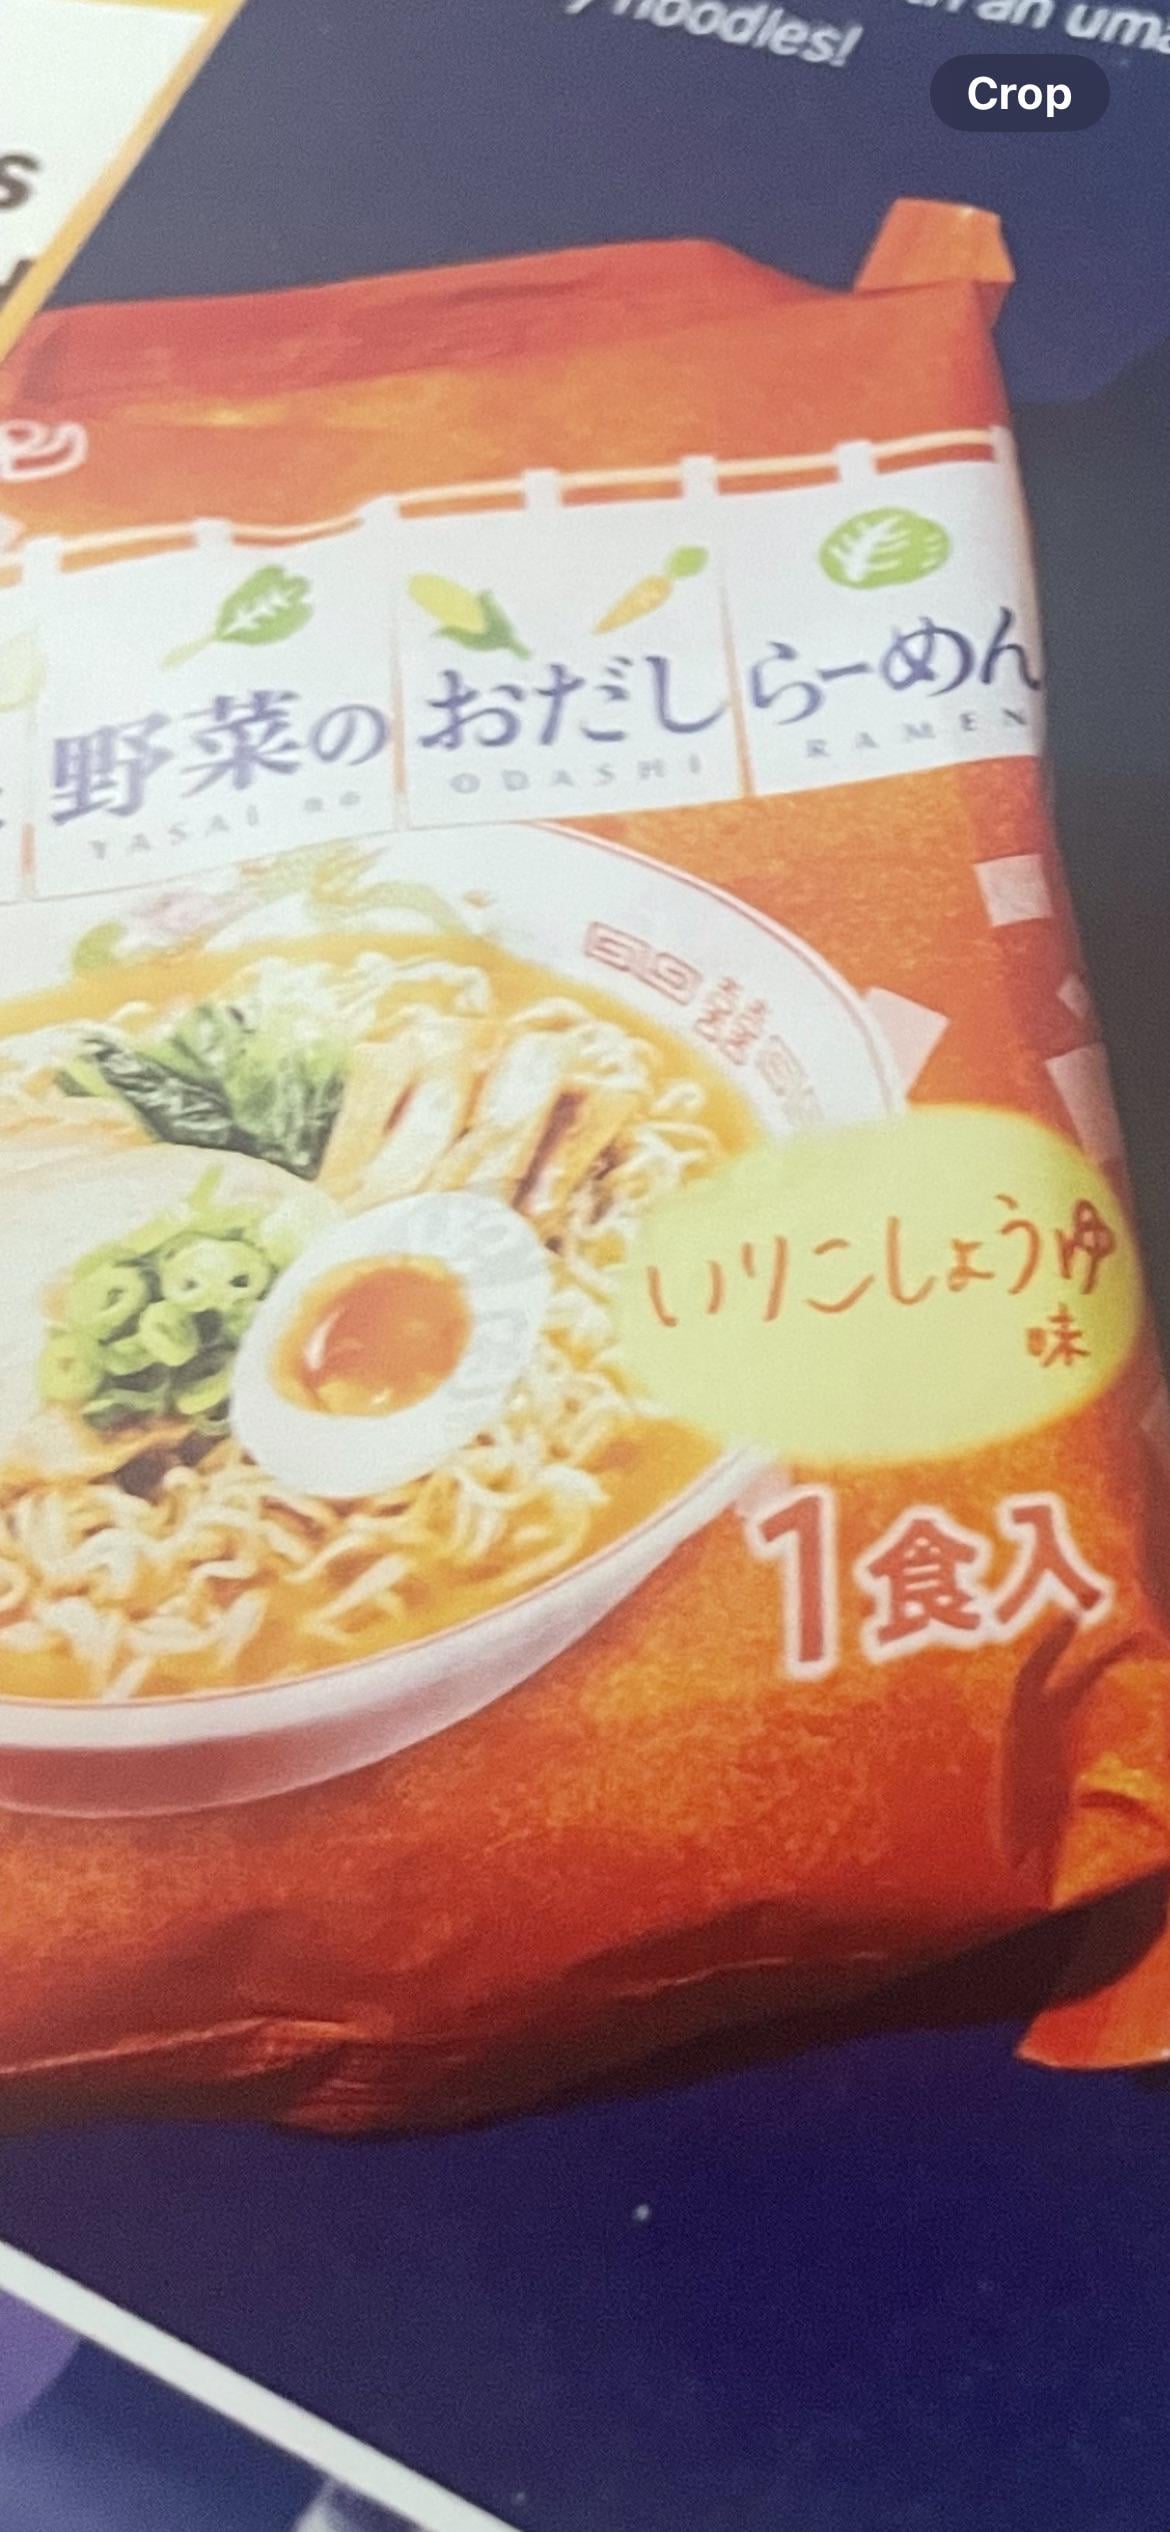 noodles!
an
Crop
s
野菜の おだし らーめん
YASAI no ODASHI RAMEN
いりこしょうゆ
味
1食入